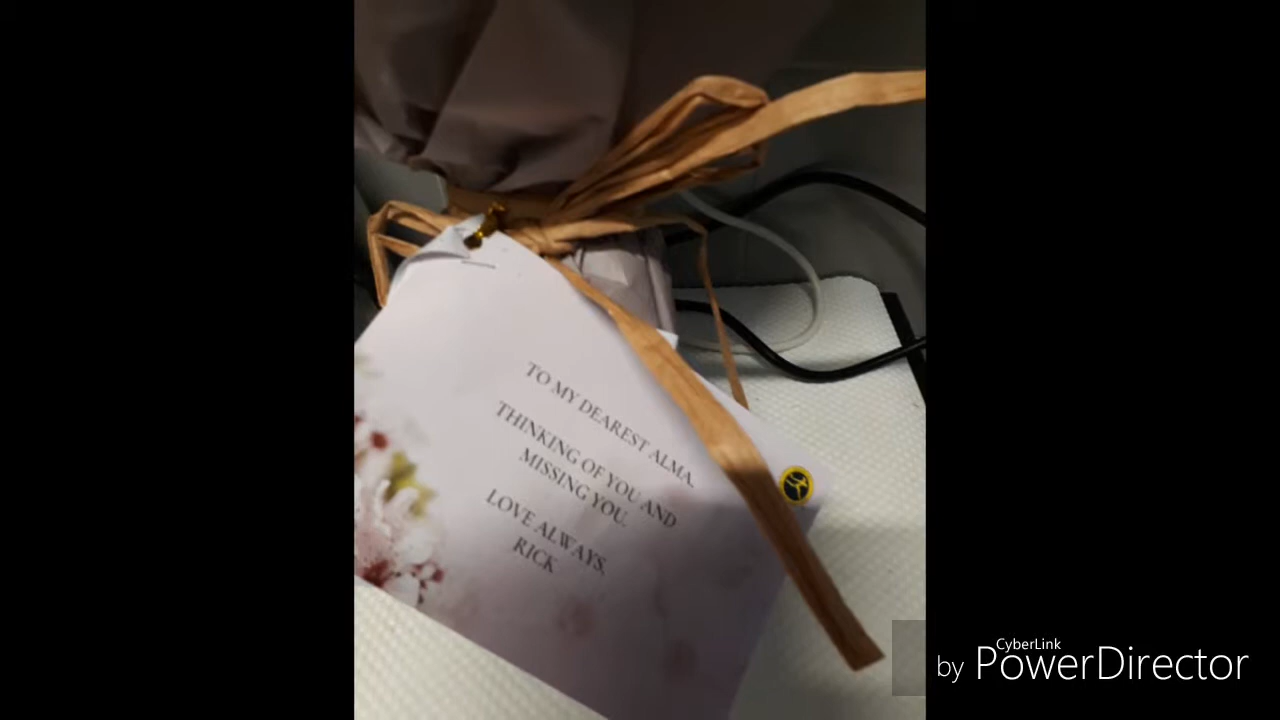 TO MY DEAREST ALMA.
THINKING OF YOU AND
MISSING YOU.
LOVE ALWAYS,
RICK
CyberLink
by PowerDirector